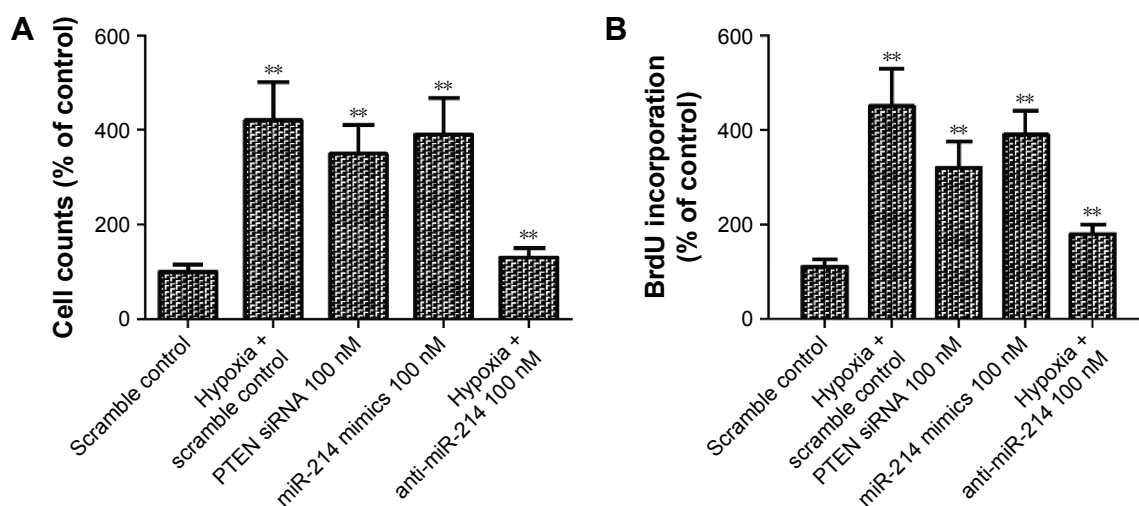 A
Cell counts (% of control)
600
400
200
0
**
**
**
**
Scramble control
Hypoxia +
scramble control
PTEN siRNA 100 nM
miR-214 mimics 100 nM
Hypoxia +
anti-miR-214 100 nM
B
BrdU incorporation
(% of control)
600
400
200
0
**
**
**
**
Scramble control
Hypoxia +
scramble control
PTEN siRNA 100 nM
miR-214 mimics 100 nM
Hypoxia +
anti-miR-214 100 nM